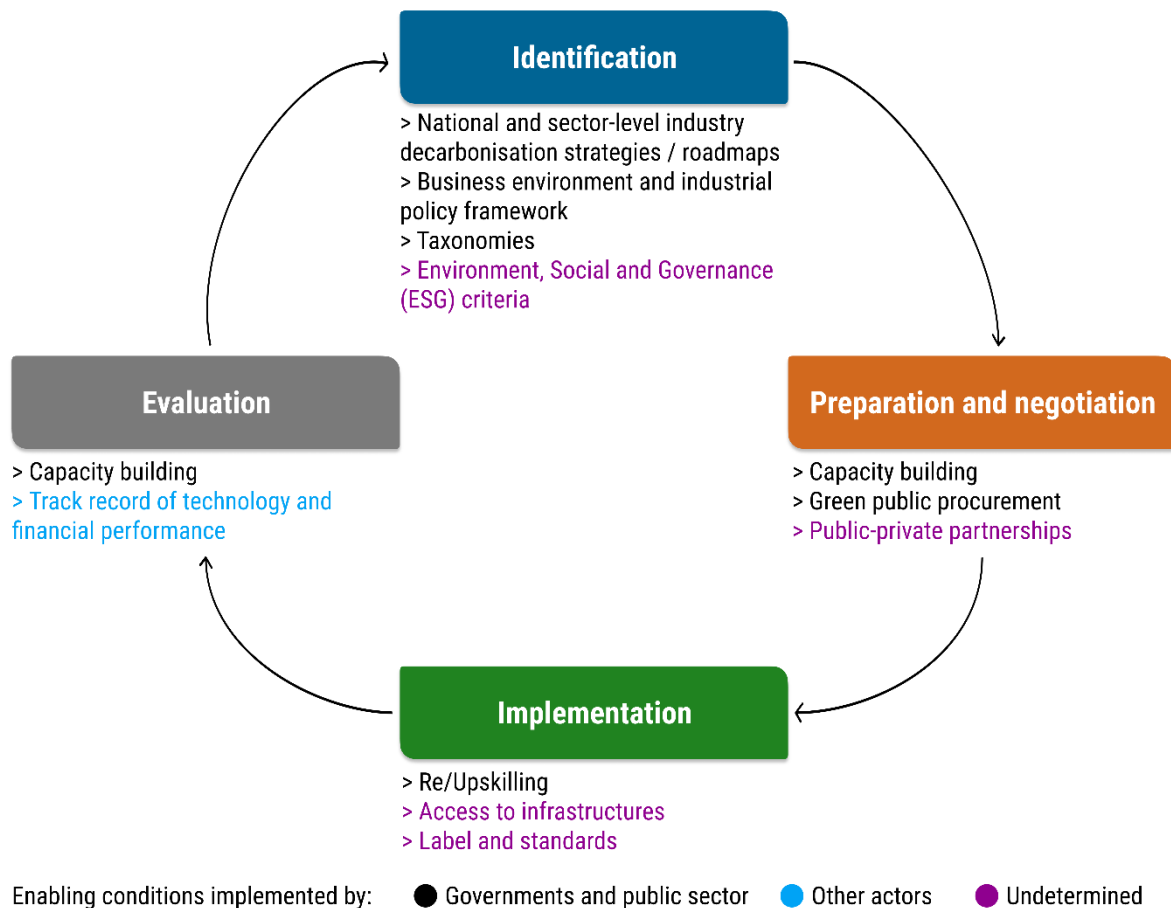 Identification
> National and sector-level industry
decarbonisation strategies / roadmaps
> Business environment and industrial
policy framework
> Taxonomies
> Environment, Social and Governance
(ESG) criteria
Evaluation
> Capacity building
> Track record of technology and
financial performance
Preparation and negotiation
> Capacity building
> Green public procurement
> Public-private partnerships
Implementation
> Re/Upskilling
> Access to infrastructures
> Label and standards
Enabling conditions implemented by: Governments and public sector Other actors Undetermined